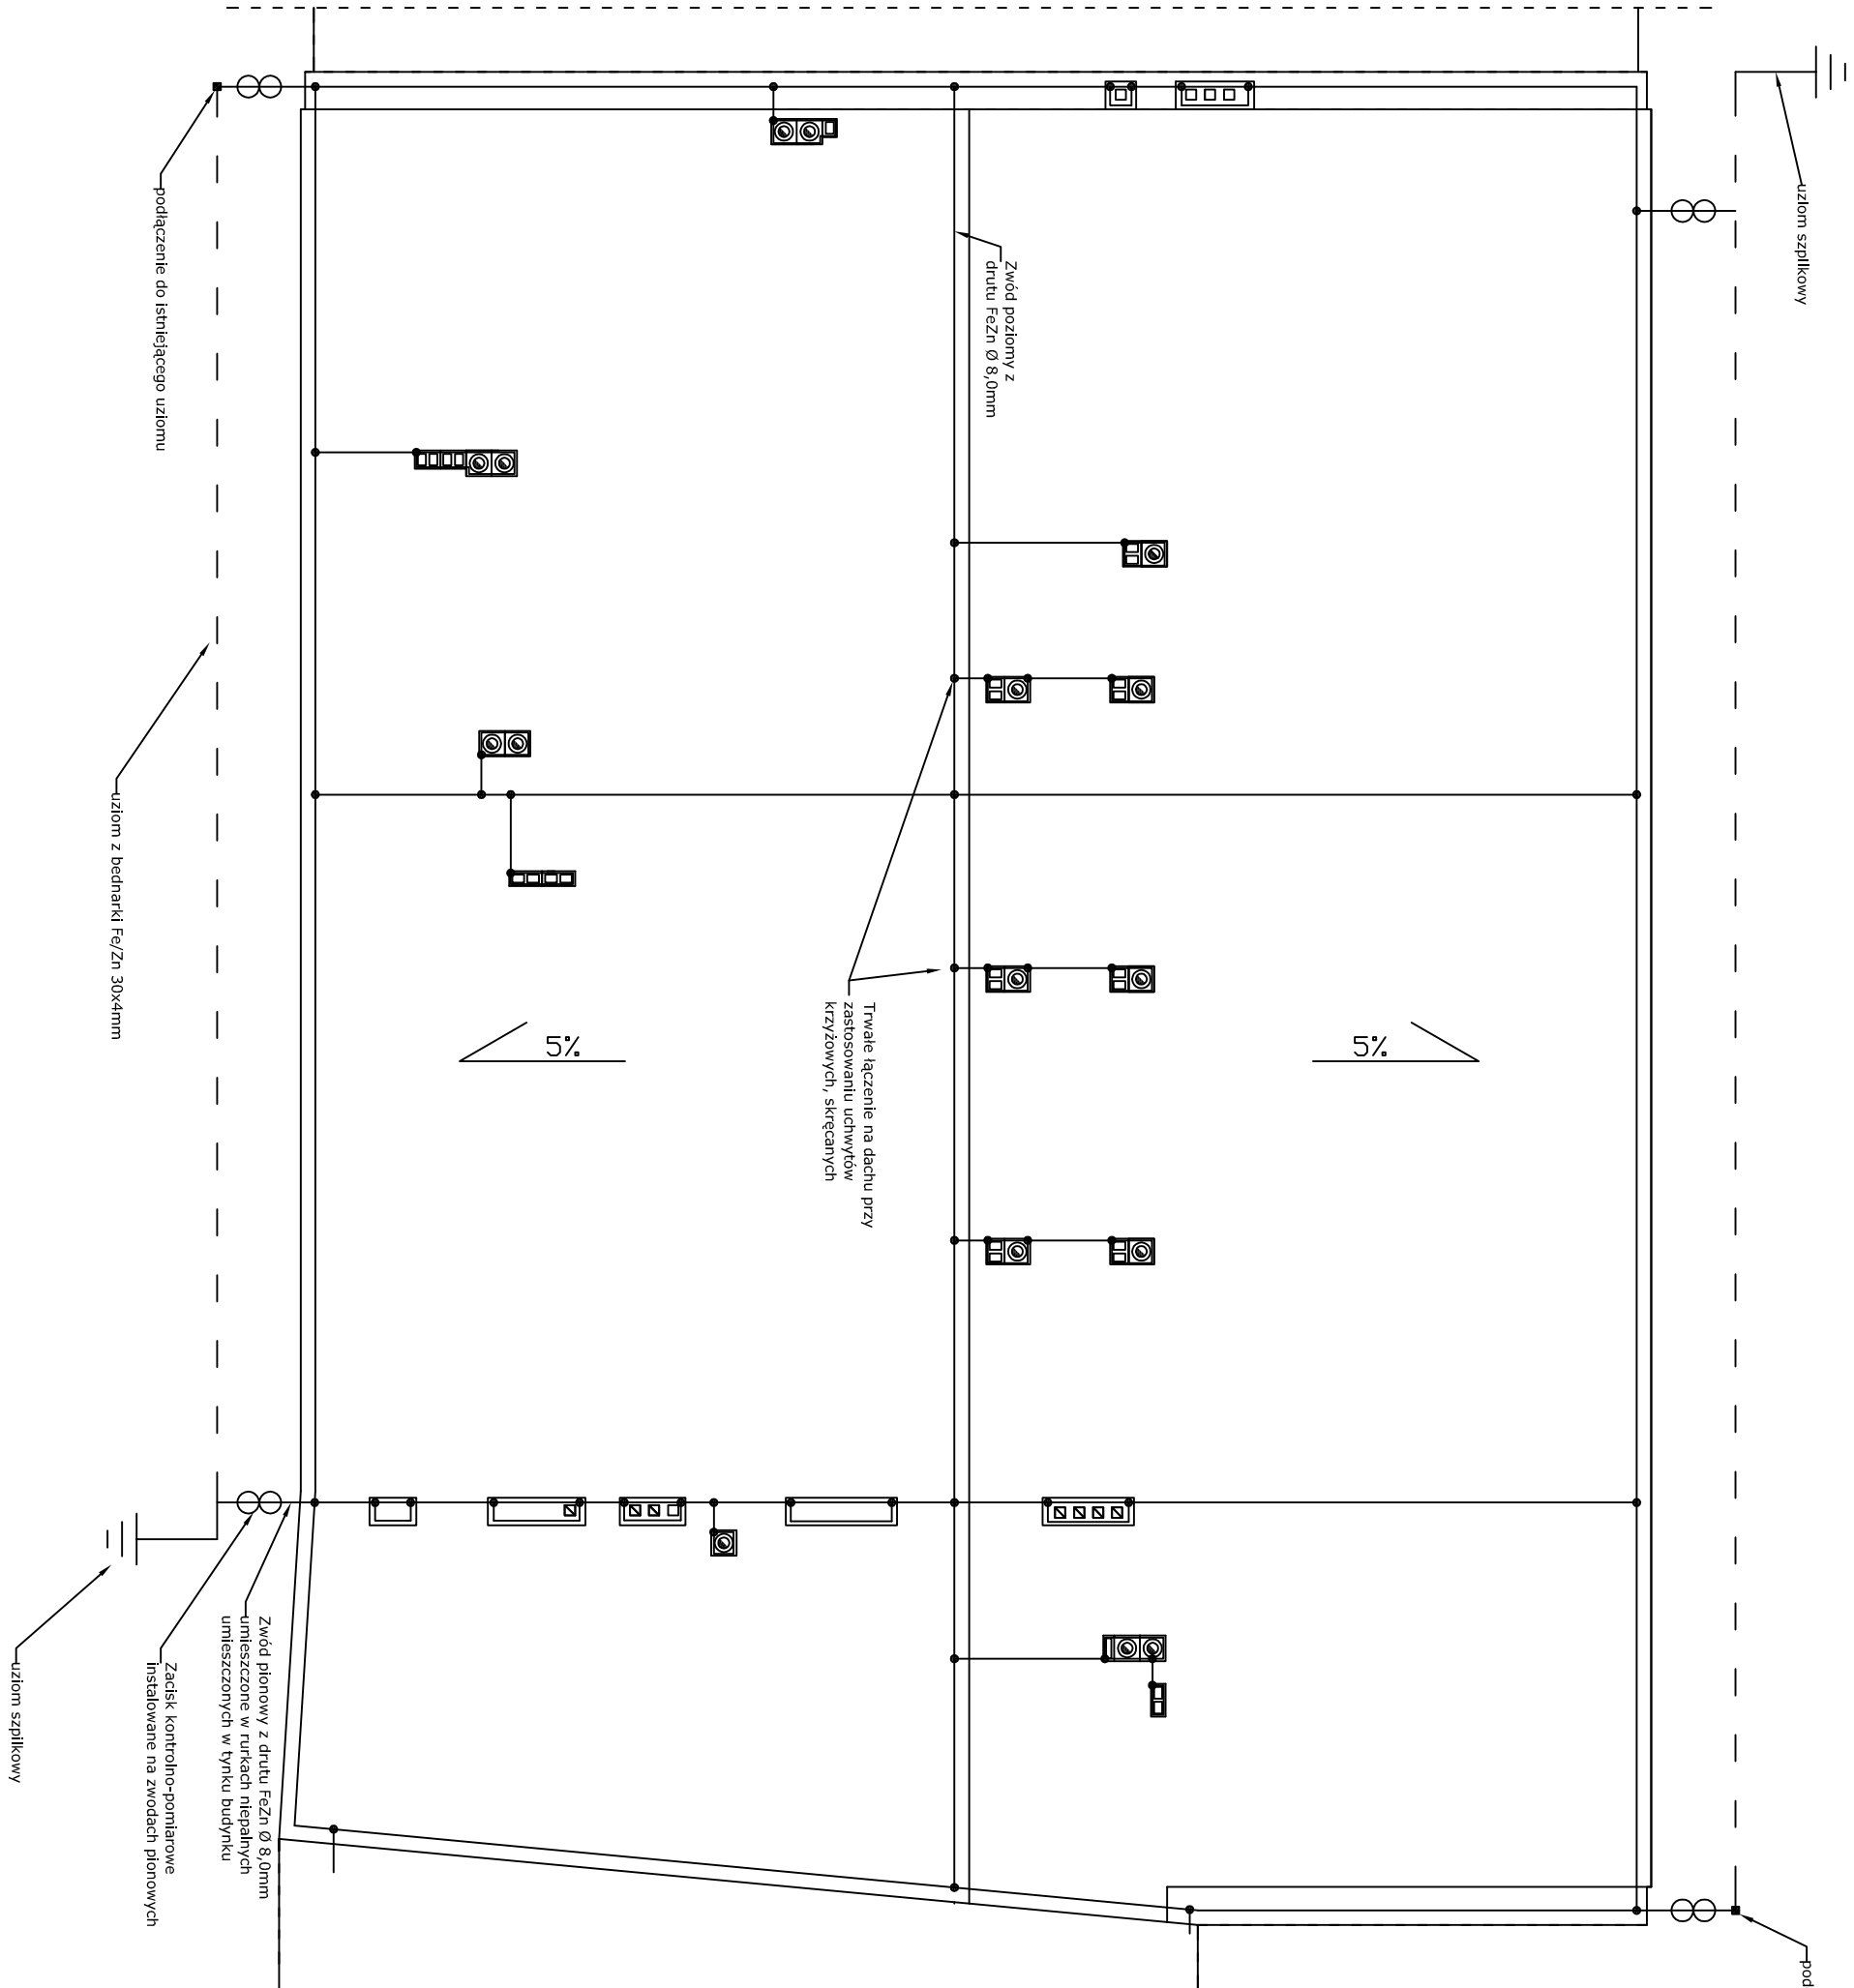 uziom szpilkowy
podłączenie do istniejącego uziomu
Zwód poziomy z
drutu FeZn Ø 8,0mm
uziom z bednarki Fe/Zn 30x4mm
Trwałe łączenie na dachu przy
zastosowaniu uchwytów
krzyżowych, skręcanych
5%
5%
Zwód pionowy z drutu FeZn Ø 8,0mm
umieszczone w rurkach niepalnych
umieszczonych w tynku budynku
Zacisk kontrolno-pomiarowe
instalowane na zwodach pionowych
uziom szpilkowy
pod